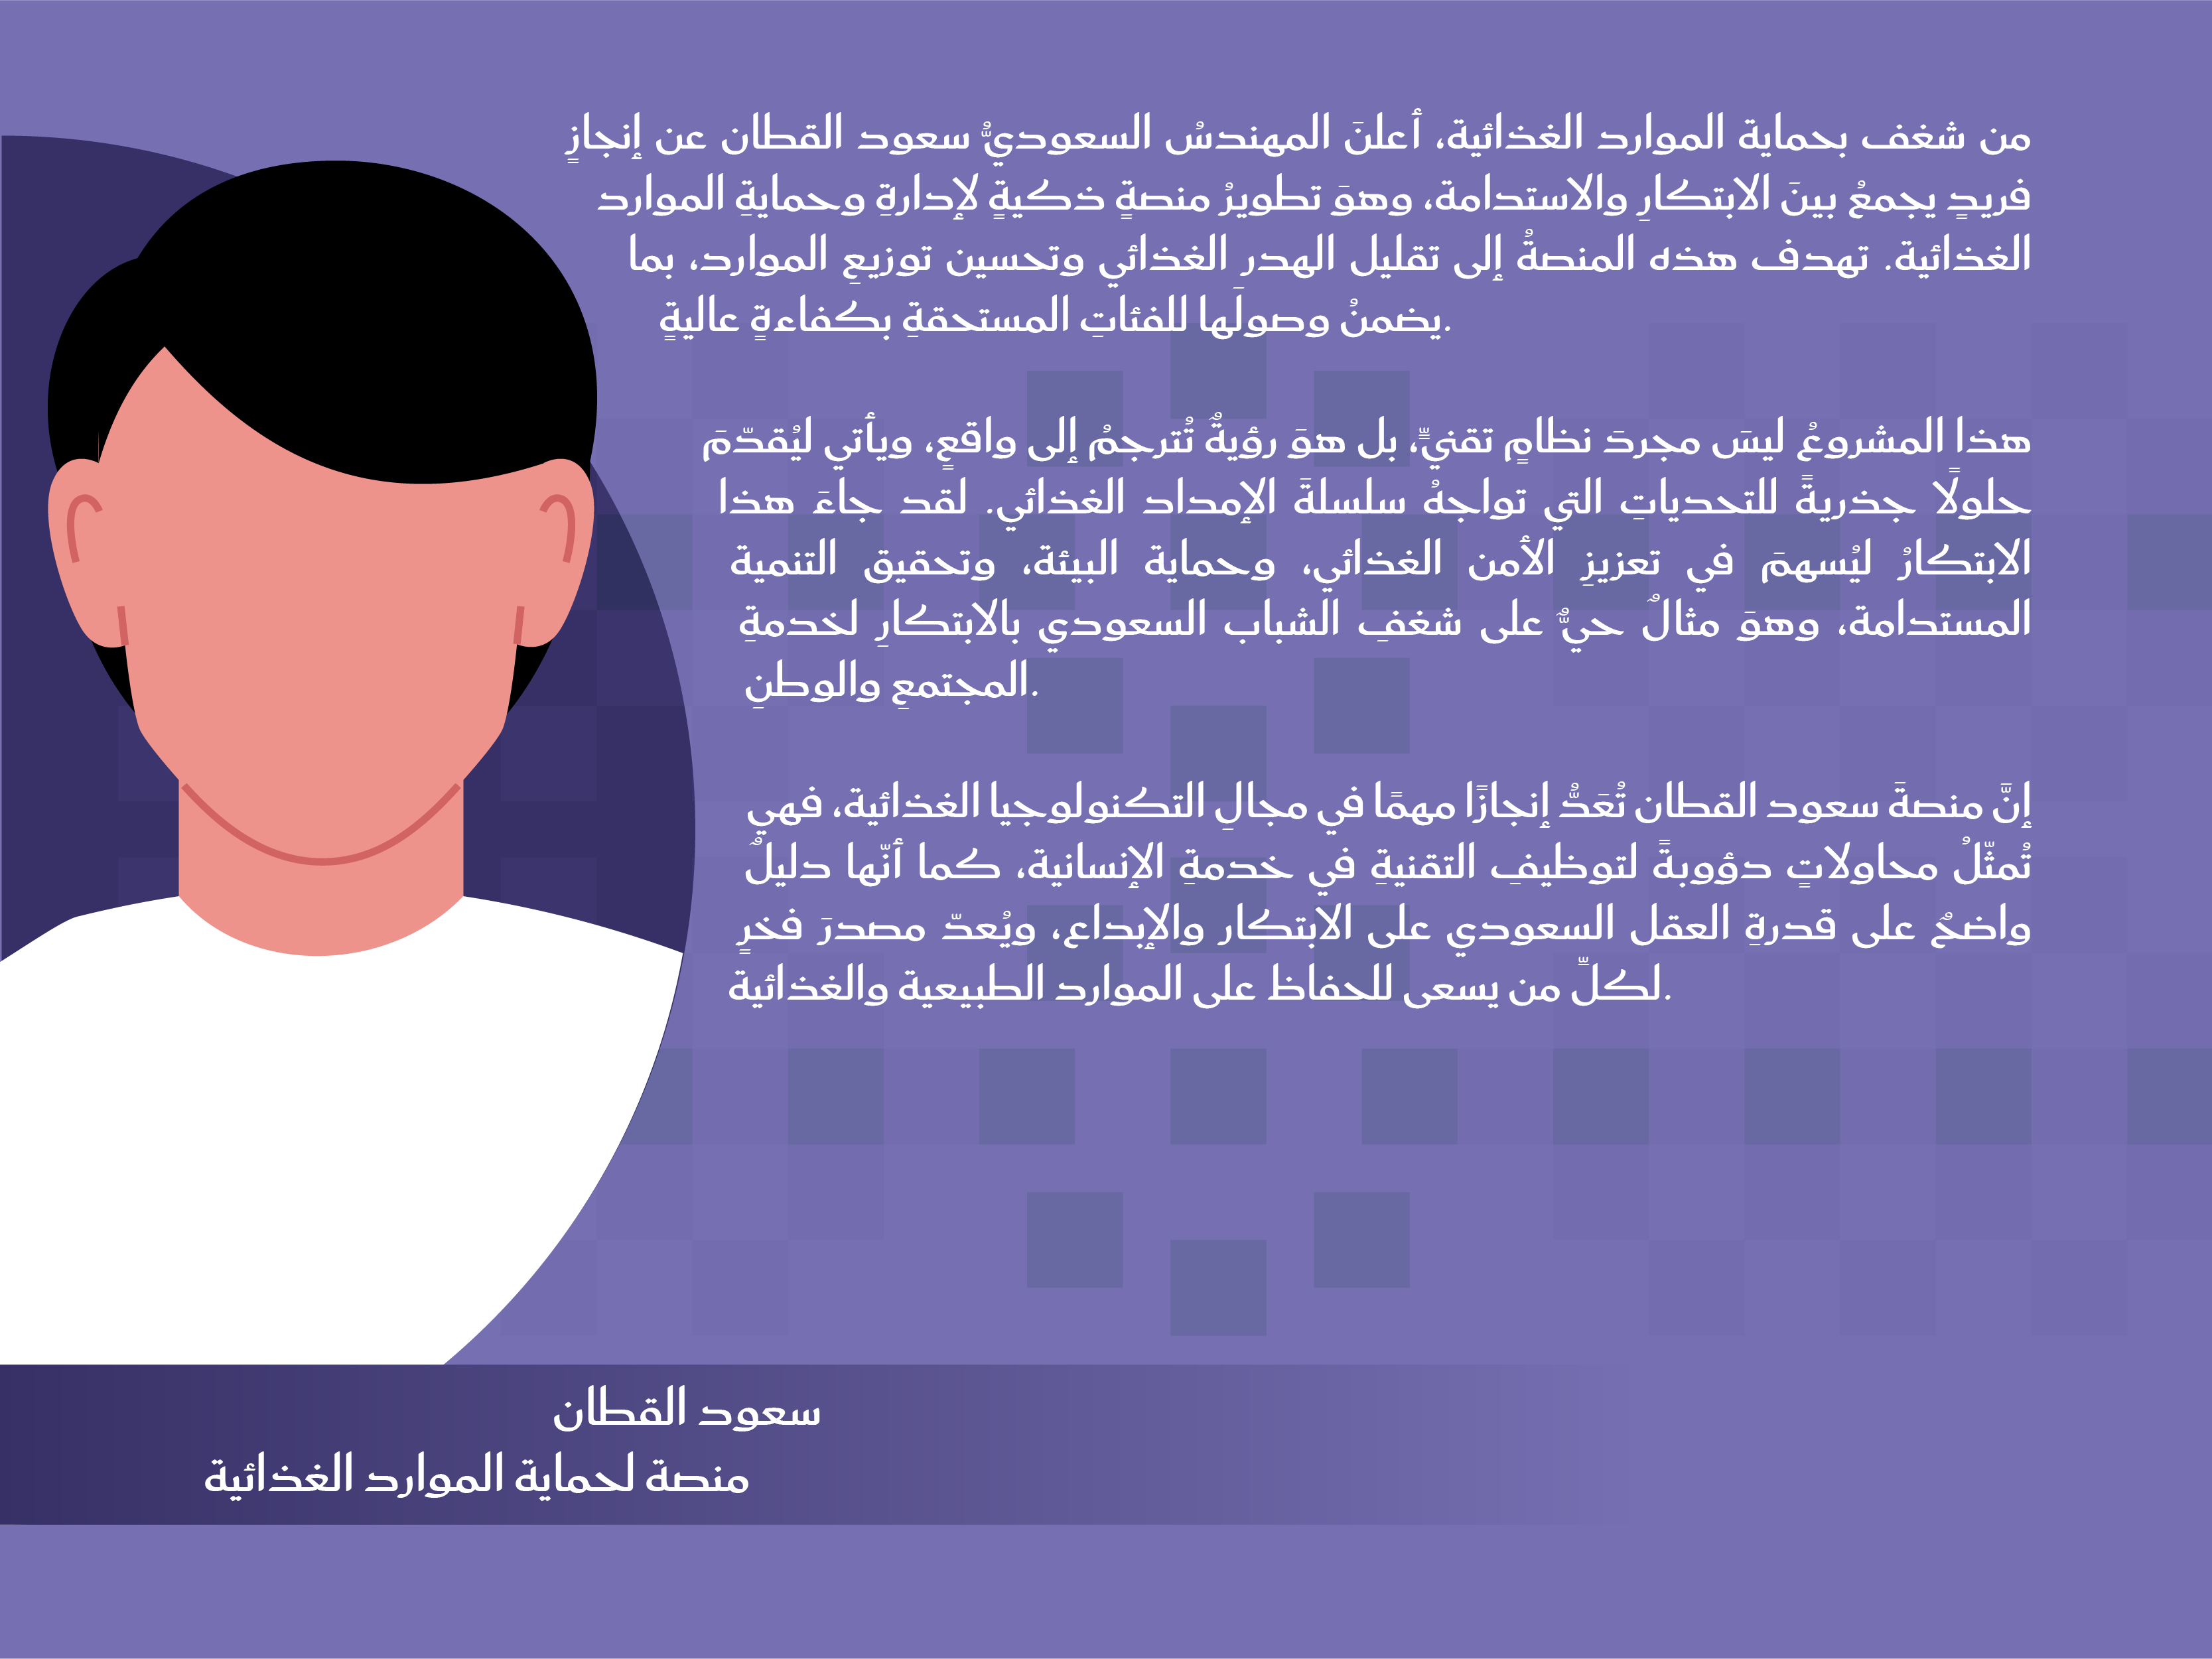 من شغف بحماية الموارد الغذائية، أعلنَ المهندسُ السعوديُّ سعود القطان عن إنجازٍ
فريدٍ يجمعُ بينَ الابتكارِ والاستدامة، وهوَ تطويرُ منصةٍ ذكيةٍ لإدارةِ وحمايةِ الموارد
الغذائية. تهدف هذه المنصةُ إلى تقليل الهدرِ الغذائي وتحسين توزيعِ الموارد، بما
يضمنُ وصولَها للفئاتِ المستحقةِ بكفاءةٍ عاليةٍ.
هذا المشروعُ ليسَ مجردَ نظامٍ تقنيٍّ، بل هوَ رؤيةٌ تُترجمُ إلى واقعٍ، ويأتي ليُقدّمَ
حلولًا جذريةً للتحدياتِ التي تواجهُ سلسلةَ الإمداد الغذائي. لقد جاءَ هذا
الابتكارُ ليُسهمَ في تعزيزِ الأمن الغذائي، وحماية البيئة، وتحقيق التنمية
المستدامة، وهوَ مثالٌ حيٌّ على شغفِ الشباب السعودي بالابتكارِ لخدمةِ
المجتمعِ والوطنِ.
إنَّ منصةَ سعود القطان تُعَدُّ إنجازًا مهمًا في مجالِ التكنولوجيا الغذائية، فهي
تُمثّلُ محاولاتٍ دؤوبةً لتوظيفِ التقنيةِ في خدمةِ الإنسانية، كما أنّها دليلٌ
واضحٌ على قدرةِ العقل السعودي على الابتكار والإبداع، ويُعدّ مصدرَ فخرٍ
لكلِّ من يسعى للحفاظ على الموارد الطبيعية والغذائية.
سعود القطان
منصة لحماية الموارد الغذائية